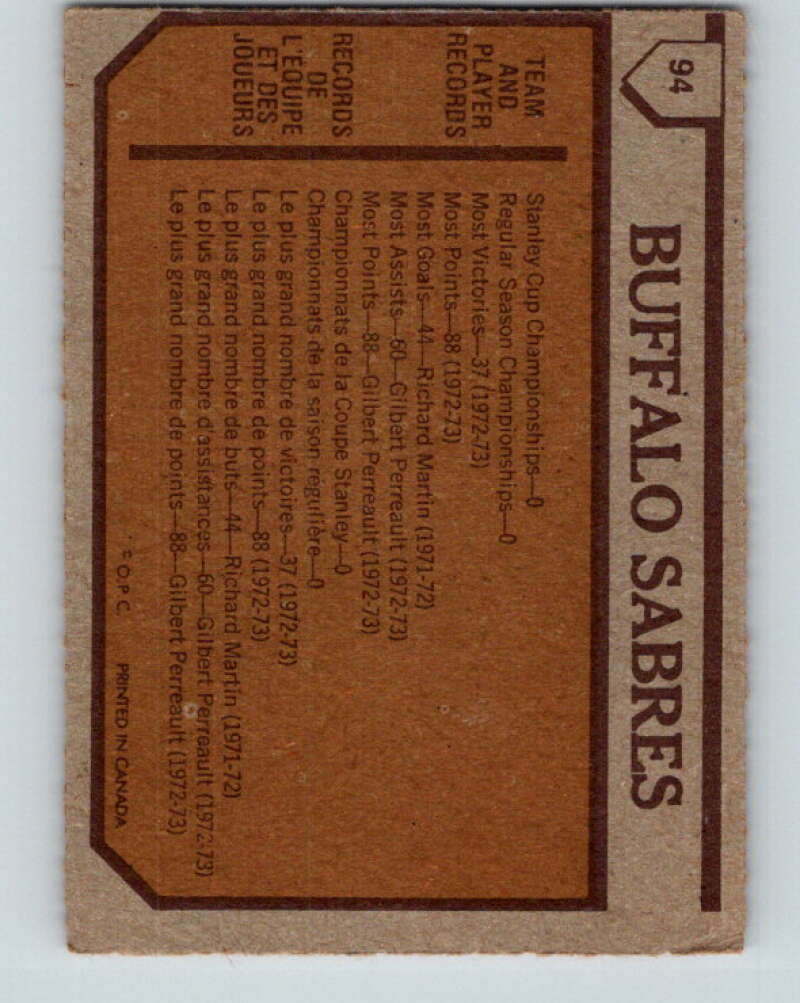 94
BUFFALO SABRES
TEAM
AND
PLAYER
RECORDS
Stanley Cup Championships—0
Regular Season Championships—0
Most Victories—37 (1972-73)
Most Points—88 (1972-73)
Most Goals—44—Richard Martin (1971-72)
Most Assists—60—Gilbert Perreault (1972-73)
Most Points—88—Gilbert Perreault (1972-73)
RECORDS
DE
L'ÉQUIPE
ET DES
JOUEURS
Championnats de la Coupe Stanley—0
Championnats de la saison régulière—0
Le plus grand nombre de victoires—37 (1972-73)
Le plus grand nombre de points—88 (1972-73)
Le plus grand nombre de buts—44—Richard Martin (1971-72)
Le plus grand nombre d'assistances—60—Gilbert Perreault (1972-73)
Le plus grand nombre de points—88—Gilbert Perreault (1972-73)
© O.P.C. PRINTED IN CANADA